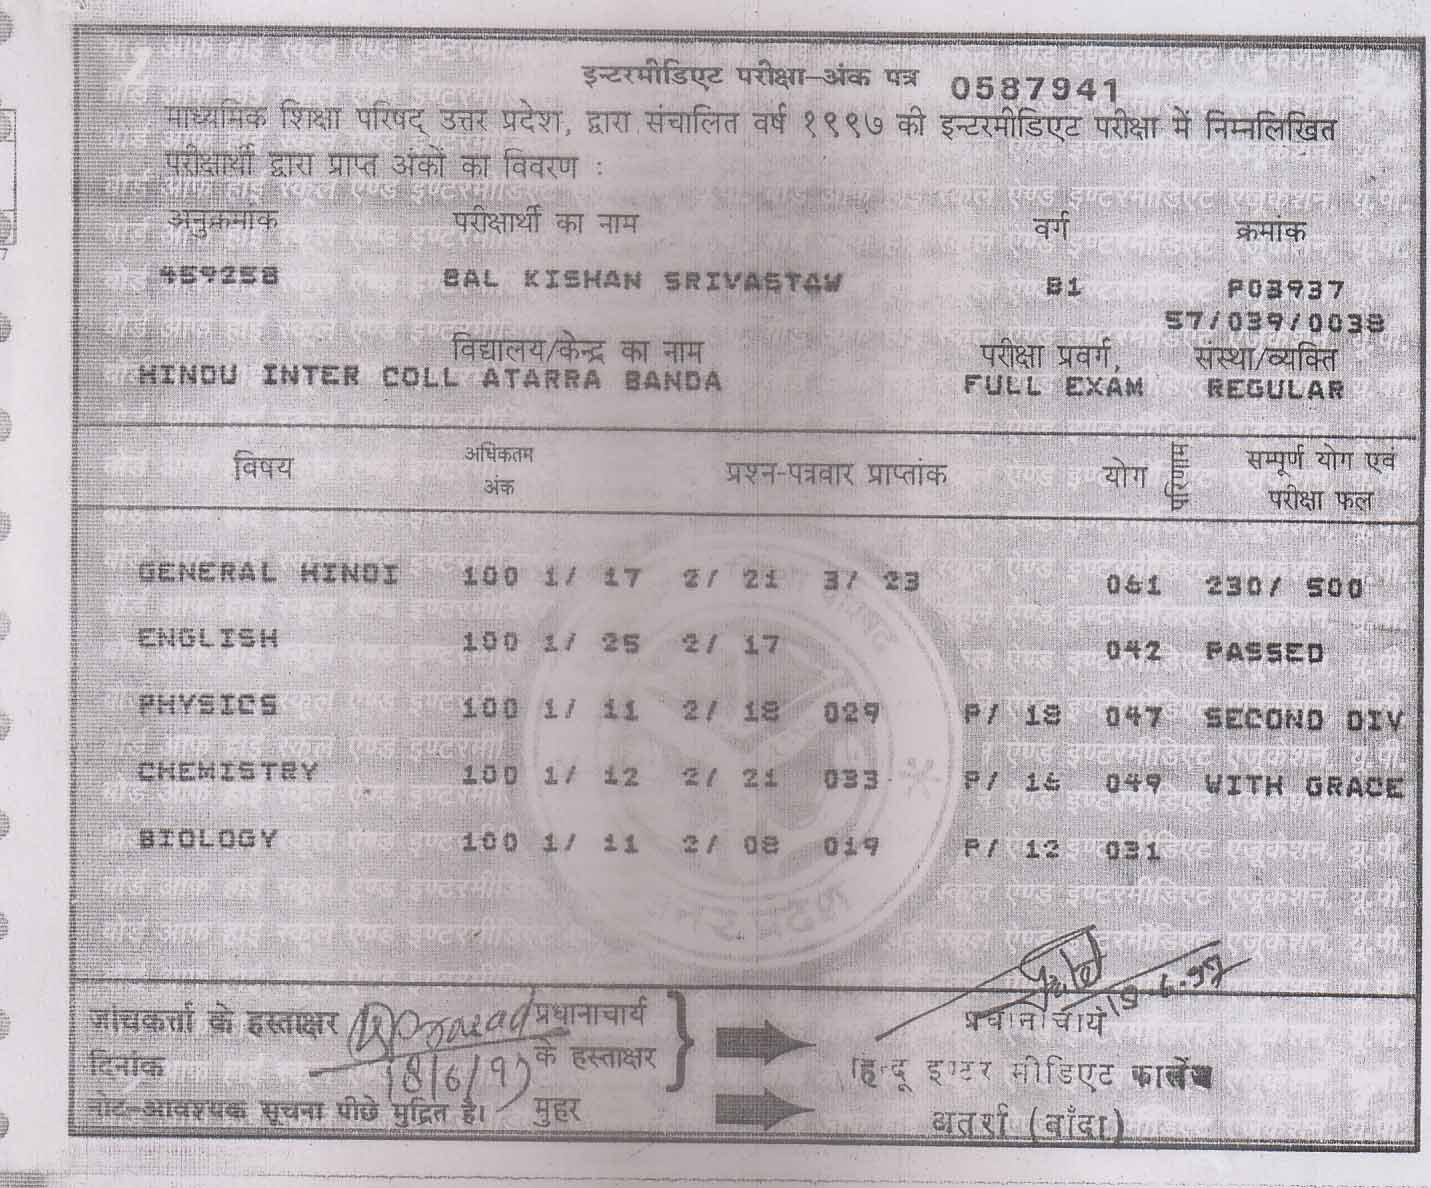 इन्टरमीडिएट परीक्षा–अंक पत्र 0587941
माध्यमिक शिक्षा परिषद् उत्तर प्रदेश, द्वारा संचालित वर्ष १९९७ की इन्टरमीडिएट परीक्षा में निम्नलिखित
परीक्षार्थी द्वारा प्राप्त अंकों का विवरण :
अनुक्रमांक परीक्षार्थी का नाम वर्ग क्रमांक
459258 BAL KISHAN SRIVASTAW B1 P03937
57/039/0038
विद्यालय/केन्द्र का नाम परीक्षा प्रवर्ग, संस्था/व्यक्ति
HINDU INTER COLL ATARRA BANDA FULL EXAM REGULAR
विषय अधिकतम अंक प्रश्न-पत्रवार प्राप्तांक योग परिणाम सम्पूर्ण योग एवं परीक्षा फल
GENERAL HINDI 100 1/ 17 2/ 21 3/ 23 061 230/ 500
ENGLISH 100 1/ 25 2/ 17 042 PASSED
PHYSICS 100 1/ 11 2/ 18 029 P/ 18 047 SECOND DIV
CHEMISTRY 100 1/ 12 2/ 21 033 P/ 16 049 WITH GRACE
BIOLOGY 100 1/ 11 2/ 08 019 P/ 12 031
जांचकर्ता के हस्ताक्षर प्रधानाचार्य के हस्ताक्षर प्रधानाचार्य
दिनांक 18/6/97 हिन्दू इण्टर मीडिएट कालेज
नोट–आवश्यक सूचना पीछे मुद्रित है। मुहर अतर्रा (बाँदा)